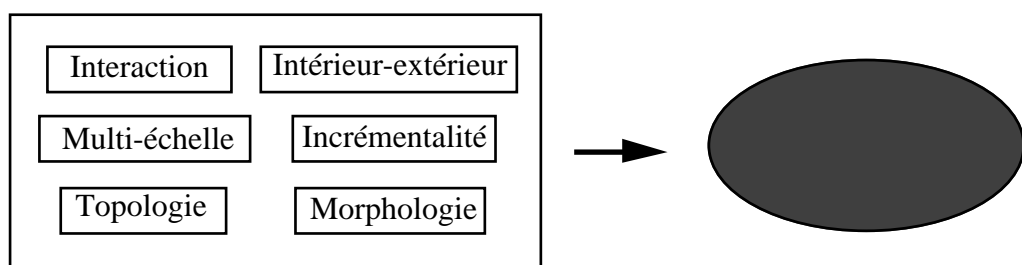 Interaction
Intérieur-extérieur
Multi-échelle
Incrémentalité
Topologie
Morphologie